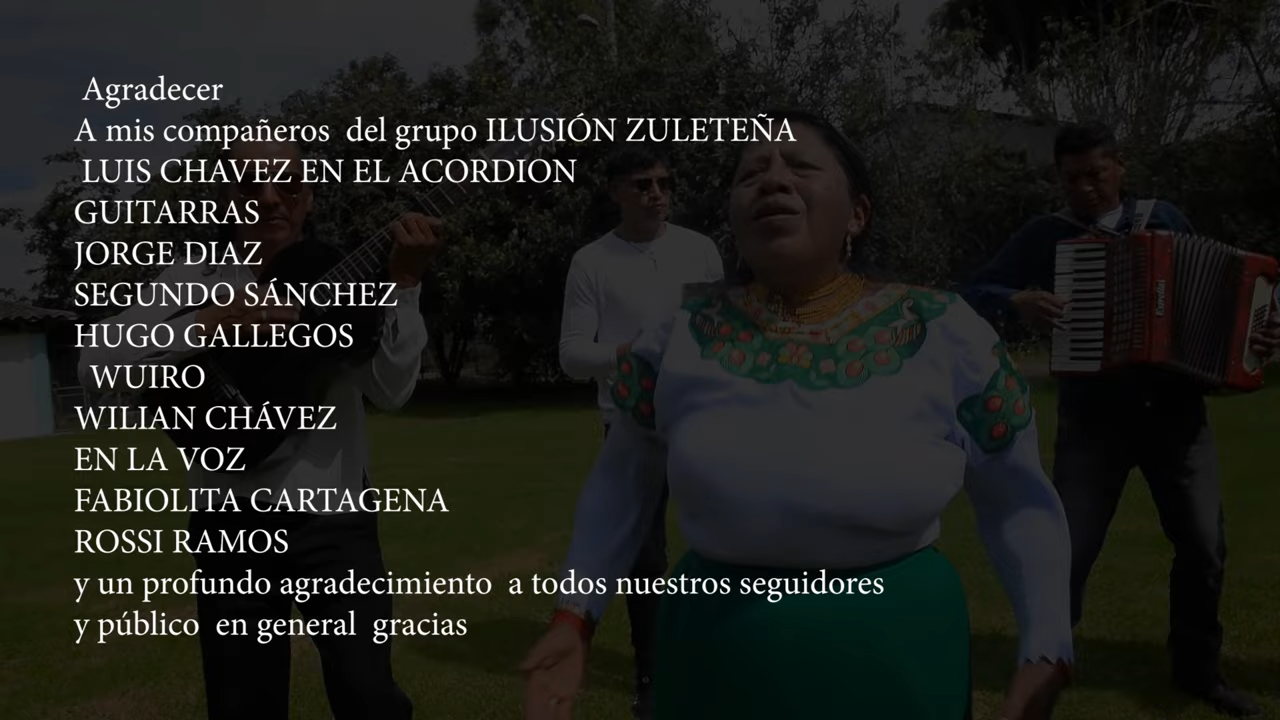 Agradecer
A mis compañeros del grupo ILUSIÓN ZULETEÑA
LUIS CHAVEZ EN EL ACORDION
GUITARRAS
JORGE DIAZ
SEGUNDO SÁNCHEZ
HUGO GALLEGOS
WUIRO
WILIAN CHÁVEZ
EN LA VOZ
FABIOLITA CARTAGENA
ROSSI RAMOS
y un profundo agradecimiento a todos nuestros seguidores
y público en general gracias